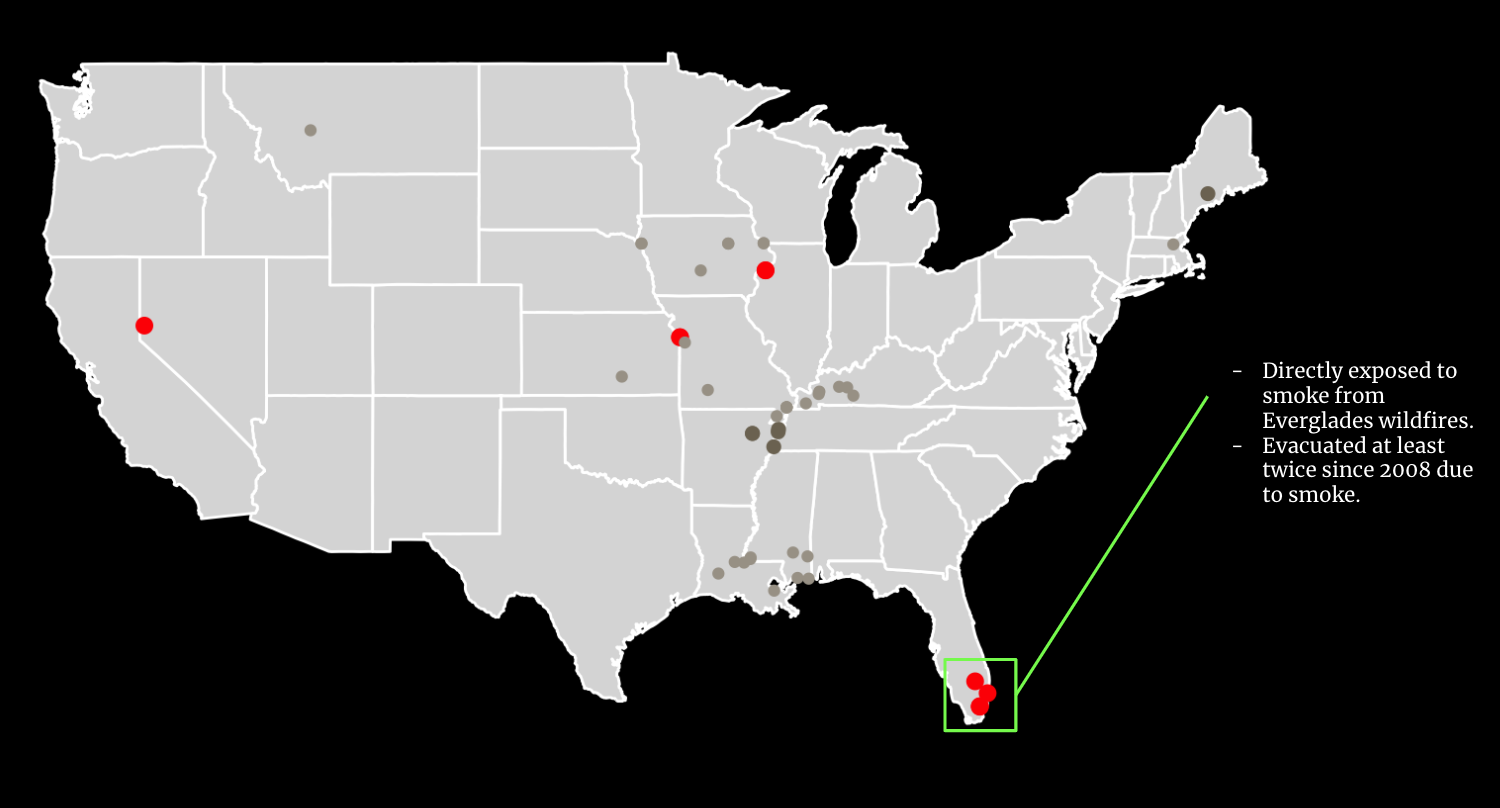 - Directly exposed to
smoke from
Everglades wildfires.
- Evacuated at least
twice since 2008 due
to smoke.